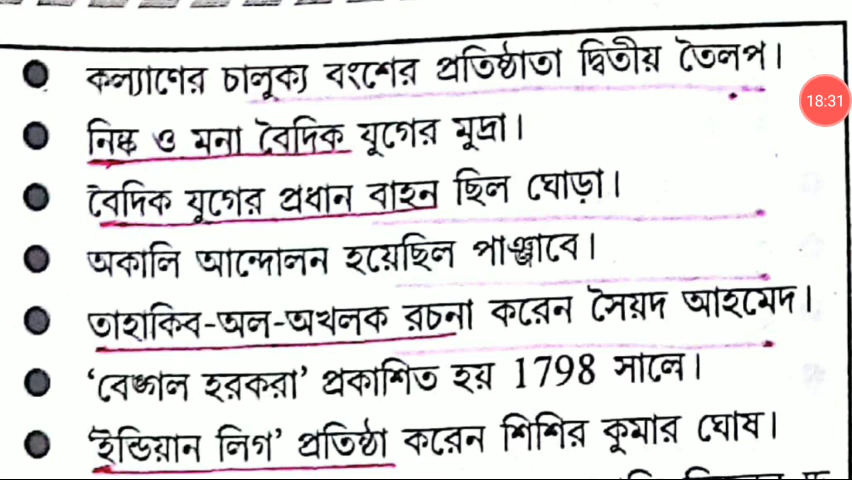 কল্যাণের চালুক্য বংশের প্রতিষ্ঠাতা দ্বিতীয় তৈলপ।
18:31
নিষ্ক ও মনা বৈদিক যুগের মুদ্রা।
বৈদিক যুগের প্রধান বাহন ছিল ঘোড়া।
অকালি আন্দোলন হয়েছিল পাঞ্জাবে।
তাহাকিব-অল-অখলক রচনা করেন সৈয়দ আহমেদ।
‘বেঙ্গল হরকরা’ প্রকাশিত হয় 1798 সালে।
‘ইন্ডিয়ান লিগ’ প্রতিষ্ঠা করেন শিশির কুমার ঘোষ।